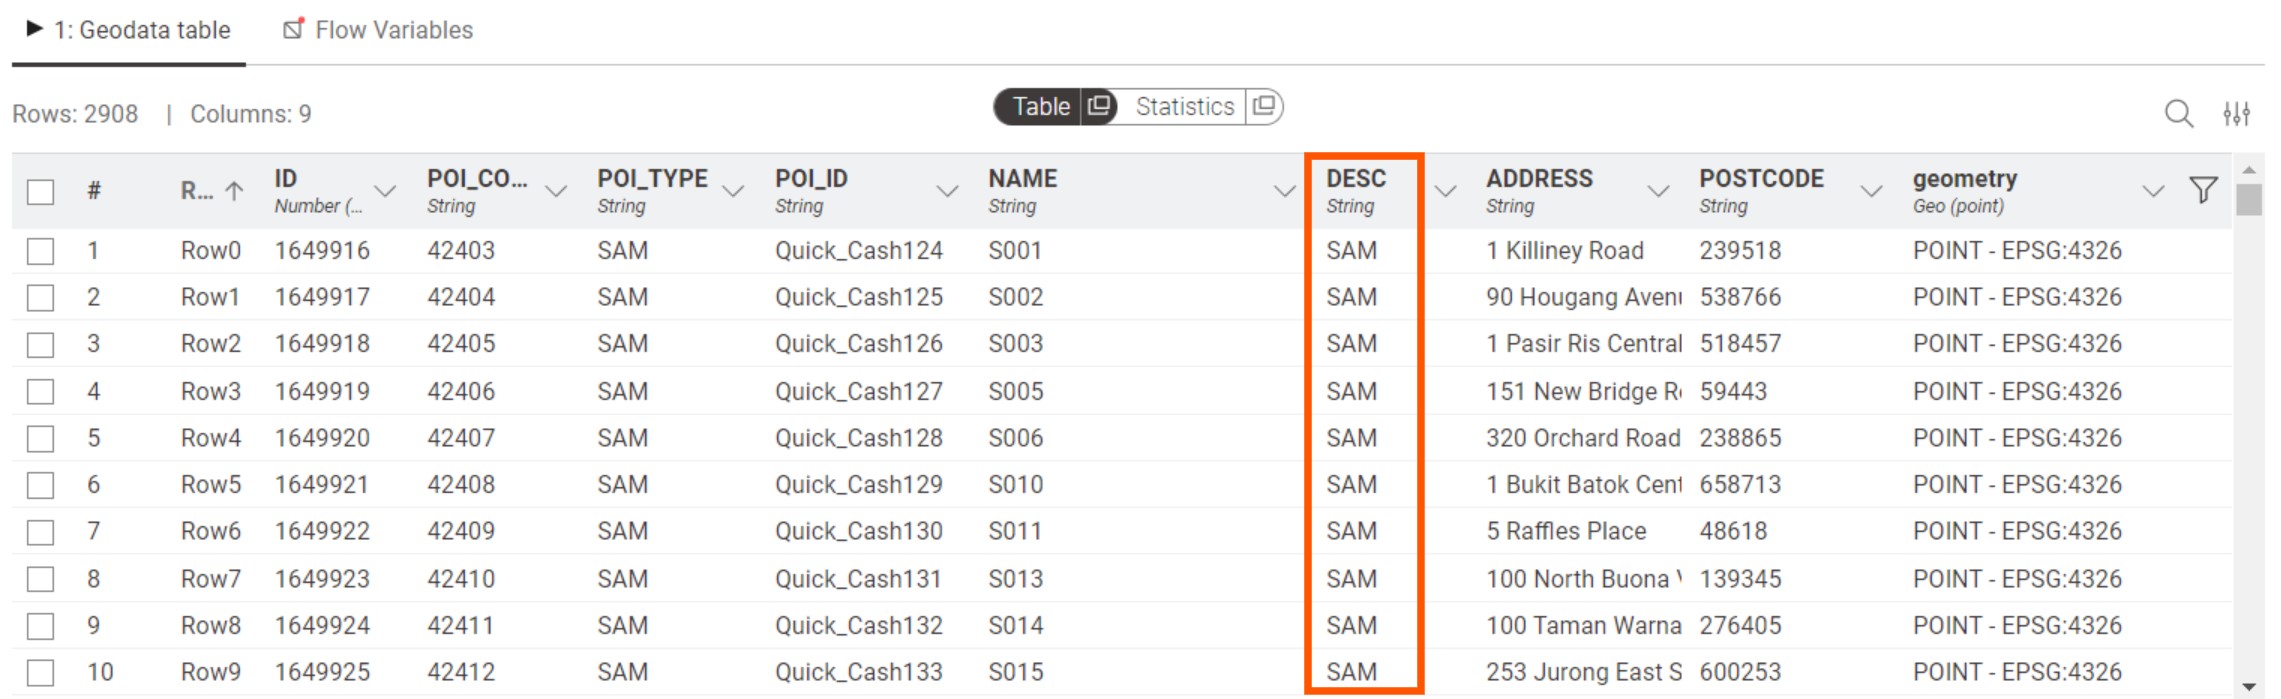 1: Geodata table Flow Variables
Rows: 2908 | Columns: 9 Table Statistics
# R... ID POI_CO... POI_TYPE POI_ID NAME DESC ADDRESS POSTCODE geometry
Number (... String String String String String String String Geo (point)
1 Row0 1649916 42403 SAM Quick_Cash124 S001 SAM 1 Killiney Road 239518 POINT - EPSG:4326
2 Row1 1649917 42404 SAM Quick_Cash125 S002 SAM 90 Hougang Avenu 538766 POINT - EPSG:4326
3 Row2 1649918 42405 SAM Quick_Cash126 S003 SAM 1 Pasir Ris Central 518457 POINT - EPSG:4326
4 Row3 1649919 42406 SAM Quick_Cash127 S005 SAM 151 New Bridge Ro 59443 POINT - EPSG:4326
5 Row4 1649920 42407 SAM Quick_Cash128 S006 SAM 320 Orchard Road 238865 POINT - EPSG:4326
6 Row5 1649921 42408 SAM Quick_Cash129 S010 SAM 1 Bukit Batok Cent 658713 POINT - EPSG:4326
7 Row6 1649922 42409 SAM Quick_Cash130 S011 SAM 5 Raffles Place 48618 POINT - EPSG:4326
8 Row7 1649923 42410 SAM Quick_Cash131 S013 SAM 100 North Buona 139345 POINT - EPSG:4326
9 Row8 1649924 42411 SAM Quick_Cash132 S014 SAM 100 Taman Warna 276405 POINT - EPSG:4326
10 Row9 1649925 42412 SAM Quick_Cash133 S015 SAM 253 Jurong East S 600253 POINT - EPSG:4326